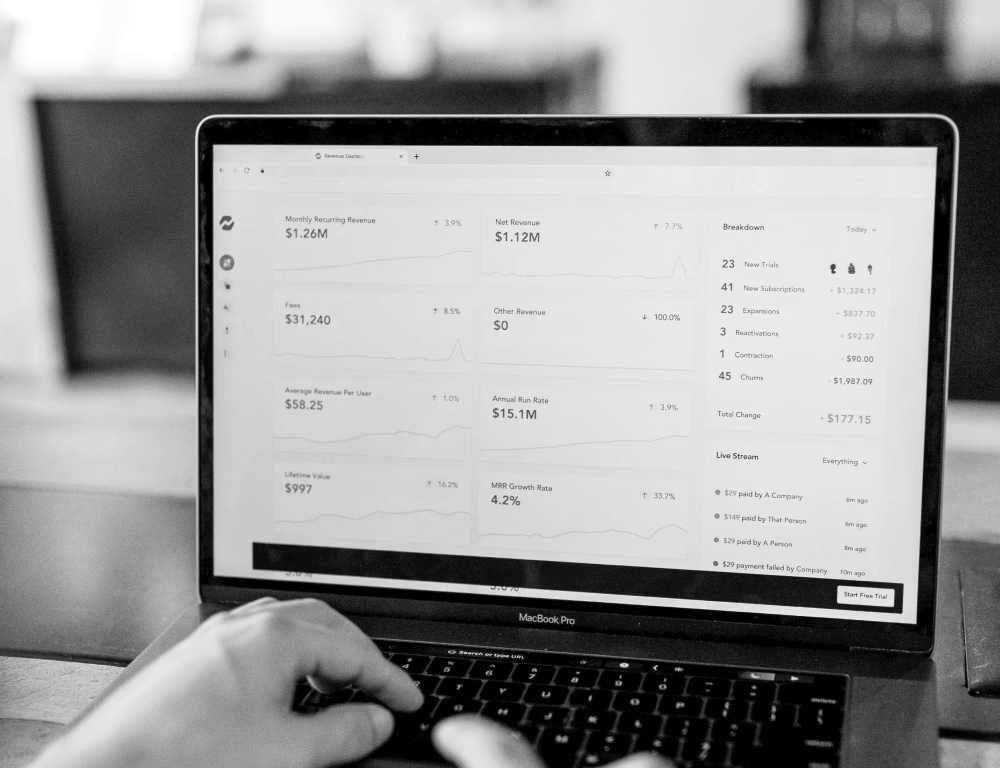 Revenue Dashbo
Monthly Recurring Revenue
↑ 3.9%
$1.26M
Net Revenue
↑ 7.7%
$1.12M
Fees
↑ 8.5%
$31,240
Other Revenue
↓ 100.0%
$0
Average Revenue Per User
↑ 1.0%
$58.25
Annual Run Rate
↑ 3.9%
$15.1M
Lifetime Value
↑ 16.2%
$997
MRR Growth Rate
↑ 33.7%
4.2%
Breakdown Today
23 New Trials
41 New Subscriptions + $1,324.17
23 Expansions + $837.70
3 Reactivations + $92.37
1 Contraction - $90.00
45 Churns - $1,987.09
Total Change + $177.15
Live Stream Everything
$29 paid by A Company 6m ago
$149 paid by That Person 6m ago
$29 paid by A Person 8m ago
$29 payment failed by Company 10m ago
Start Free Trial
MacBook Pro
Search or type URL